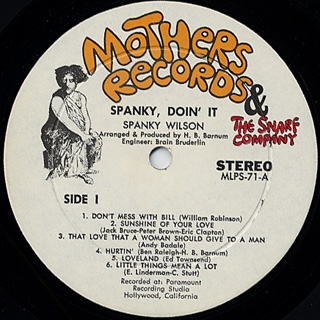 MOTHERS
RECORDS
&
THE SNARF
COMPANY
SPANKY, DOIN' IT
SPANKY WILSON
Arranged & Produced by H. B. Barnum
Engineer: Brain Bruderlin
STEREO
MLPS-71-A
SIDE I
1. DON'T MESS WITH BILL (William Robinson)
2. SUNSHINE OF YOUR LOVE
(Jack Bruce-Peter Brown-Eric Clapton)
3. THAT LOVE THAT A WOMAN SHOULD GIVE TO A MAN
(Andy Badale)
4. HURTIN' (Ben Raleigh-H. B. Barnum)
5. LOVELAND (Ed Townsend)
6. LITTLE THINGS MEAN A LOT
(E. Linderman-C. Stutt)
Recorded at: Paramount
Recording Studio
Hollywood, California